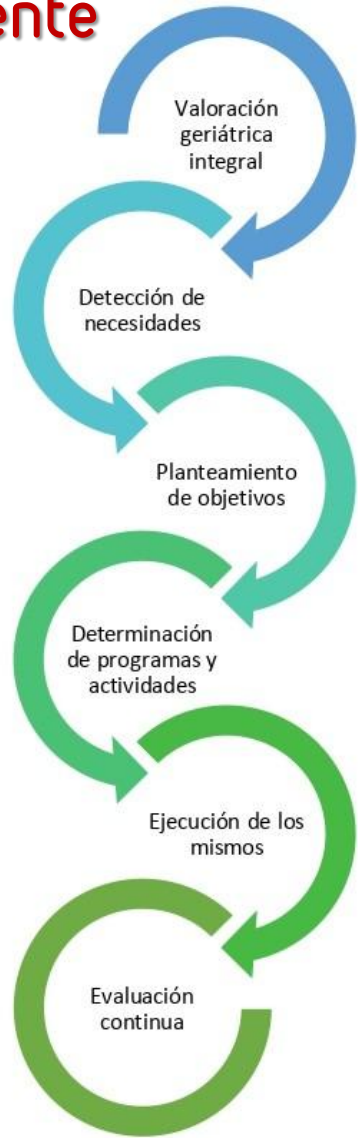 ente
Valoración
geriátrica
integral
Detección de
necesidades
Planteamiento
de objetivos
Determinación
de programas y
actividades
Ejecución de los
mismos
Evaluación
continua